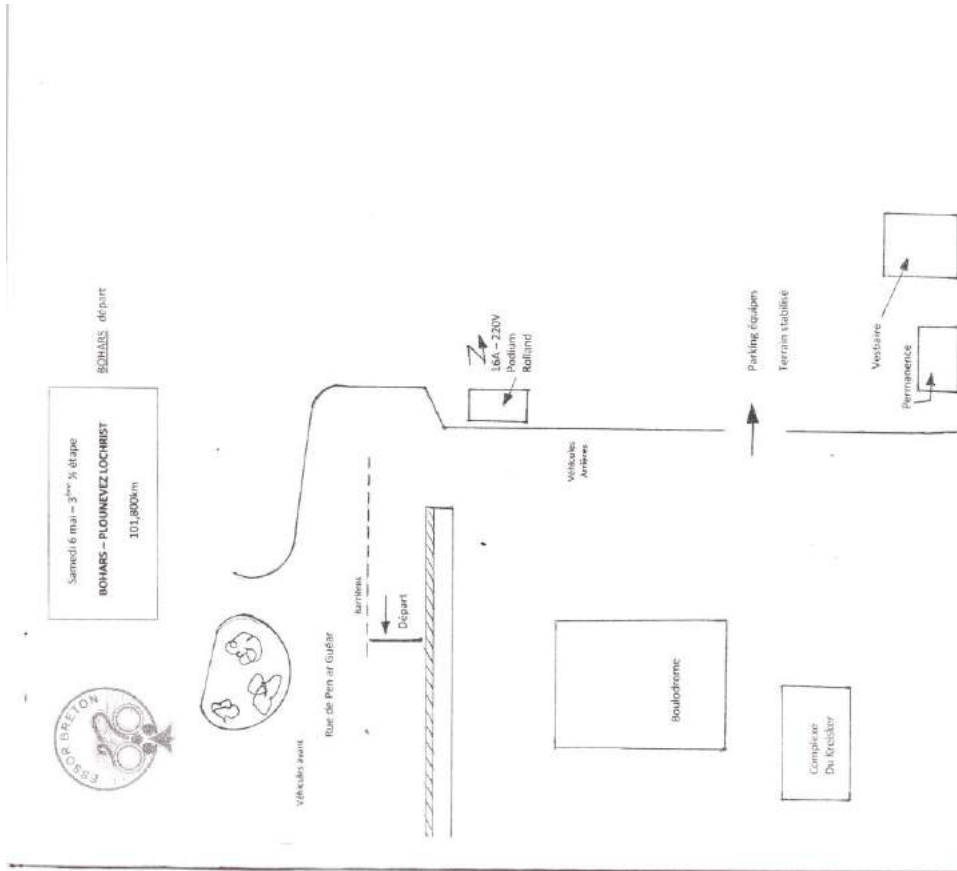 ESSOR BRETON
Samedi 6 mai – 3ème ½ étape
BOHARS – PLOUNEVEZ LOCHRIST
101,800km
BOHARS départ
Véhicules avant
Rue de Pen ar Guéar
Barrières
Départ
16A – 220V
Podium
Rolland
Véhicules
Arrières
Boulodrome
Complexe
Du Kreisker
Parking équipes
Terrain stabilisé
Vestiaire
Permanence